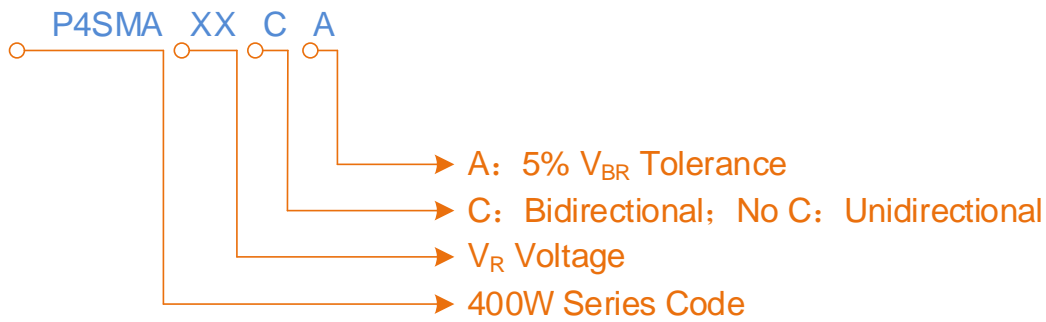 P4SMA XX C A
A：5% VBR Tolerance
C：Bidirectional；No C：Unidirectional
VR Voltage
400W Series Code